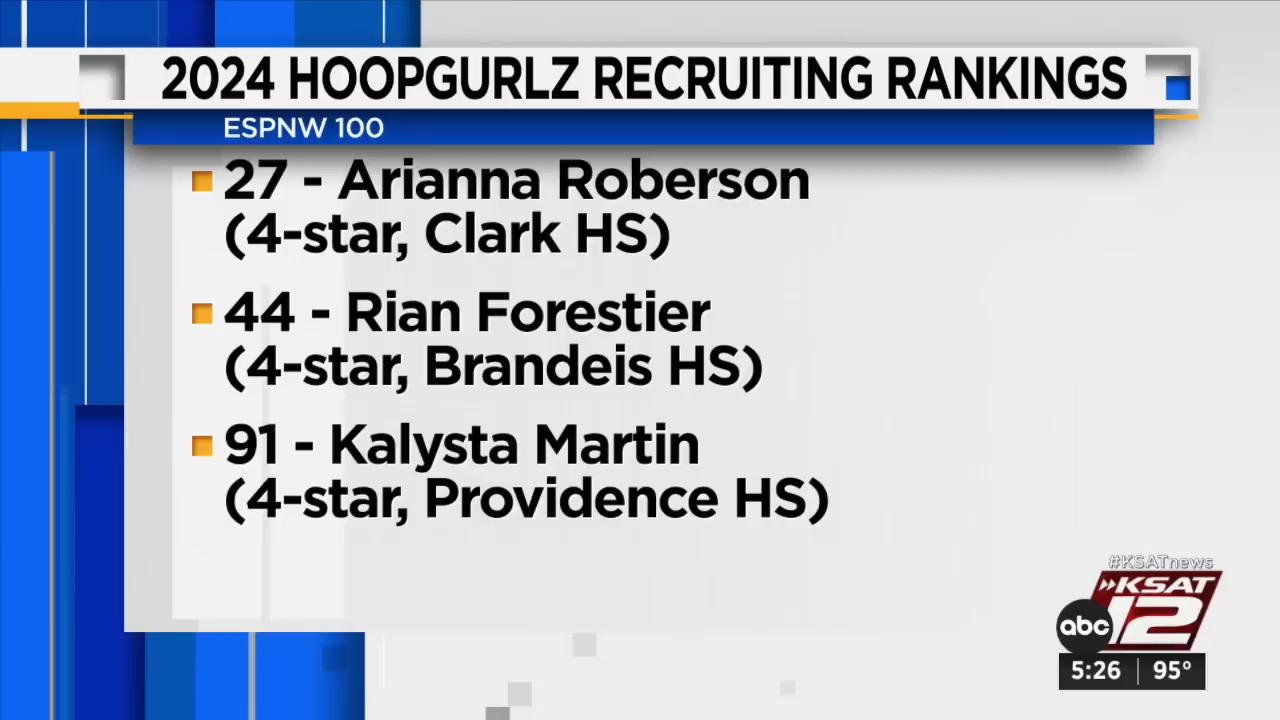 2024 HOOPGURLZ RECRUITING RANKINGS
ESPNW 100
27 - Arianna Roberson
(4-star, Clark HS)
44 - Rian Forestier
(4-star, Brandeis HS)
91 - Kalysta Martin
(4-star, Providence HS)
#KSATnews
KSAT
abc 12
5:26 95°